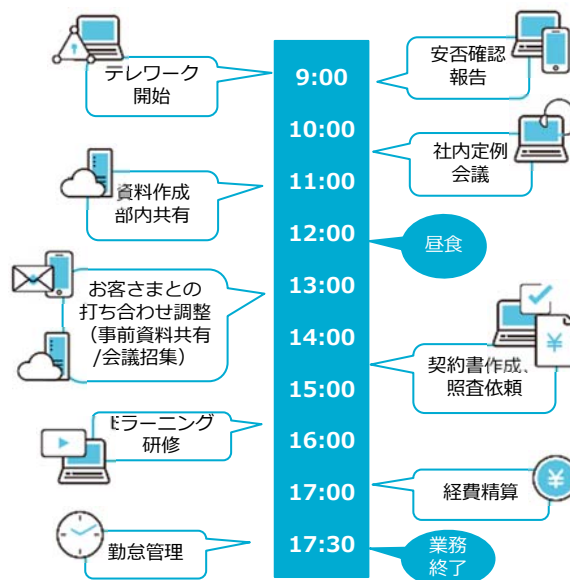 テレワーク
開始
9:00
安否確認
報告
10:00
社内定例
会議
11:00
資料作成
部内共有
12:00
昼食
13:00
お客さまとの
打ち合わせ調整
（事前資料共有
/会議招集）
14:00
契約書作成、
照査依頼
15:00
eラーニング
研修
16:00
17:00
経費精算
17:30
勤怠管理
業務
終了
¥
¥